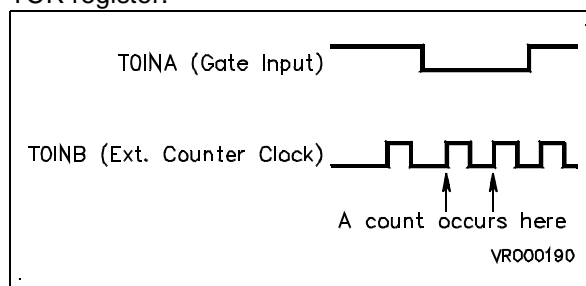 TCR register.
T0INA (Gate Input)
T0INB (Ext. Counter Clock)
A count occurs here
VR000190